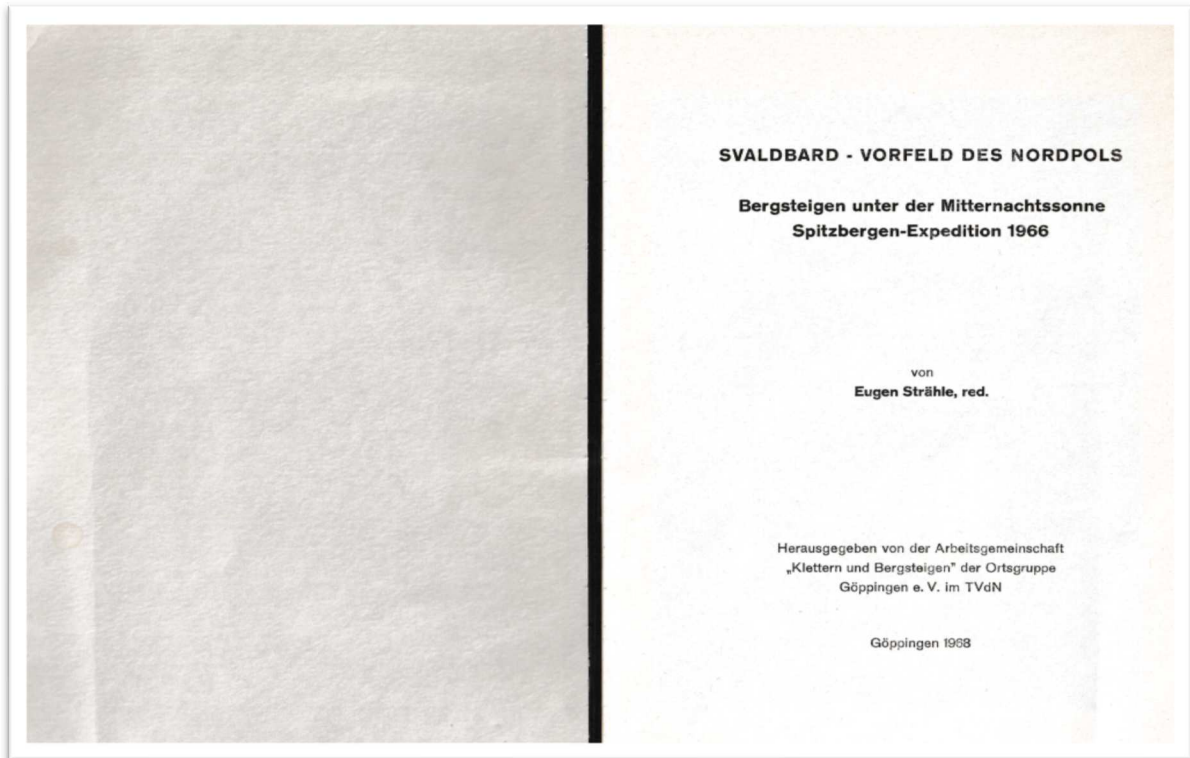 SVALDBARD - VORFELD DES NORDPOLS
Bergsteigen unter der Mitternachtssonne
Spitzbergen-Expedition 1966
von
Eugen Strähle, red.
Herausgegeben von der Arbeitsgemeinschaft
„Klettern und Bergsteigen" der Ortsgruppe
Göppingen e. V. im TVdN
Göppingen 1968